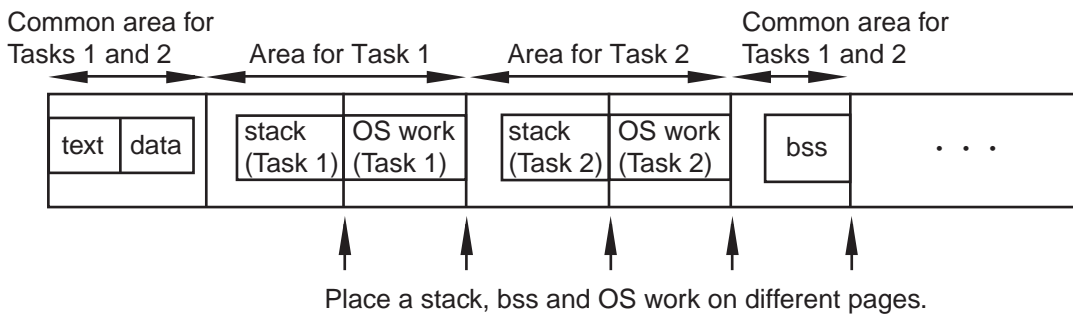 Common area for
Tasks 1 and 2
Area for Task 1
Area for Task 2
Common area for
Tasks 1 and 2
text
data
stack
(Task 1)
OS work
(Task 1)
stack
(Task 2)
OS work
(Task 2)
bss
. . .
Place a stack, bss and OS work on different pages.